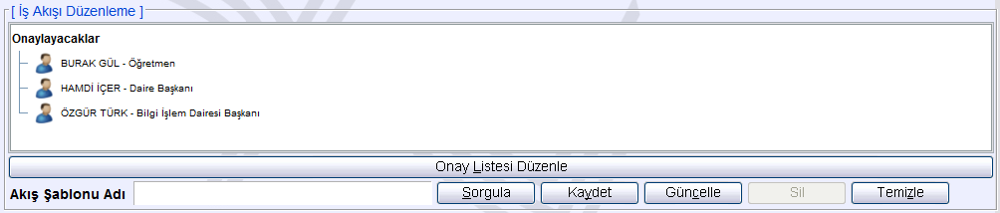 [ İş Akışı Düzenleme ]
Onaylayacaklar
BURAK GÜL - Öğretmen
HAMDİ İÇER - Daire Başkanı
ÖZGÜR TÜRK - Bilgi İşlem Dairesi Başkanı
Onay Listesi Düzenle
Akış Şablonu Adı Sorgula Kaydet Güncelle Sil Temizle